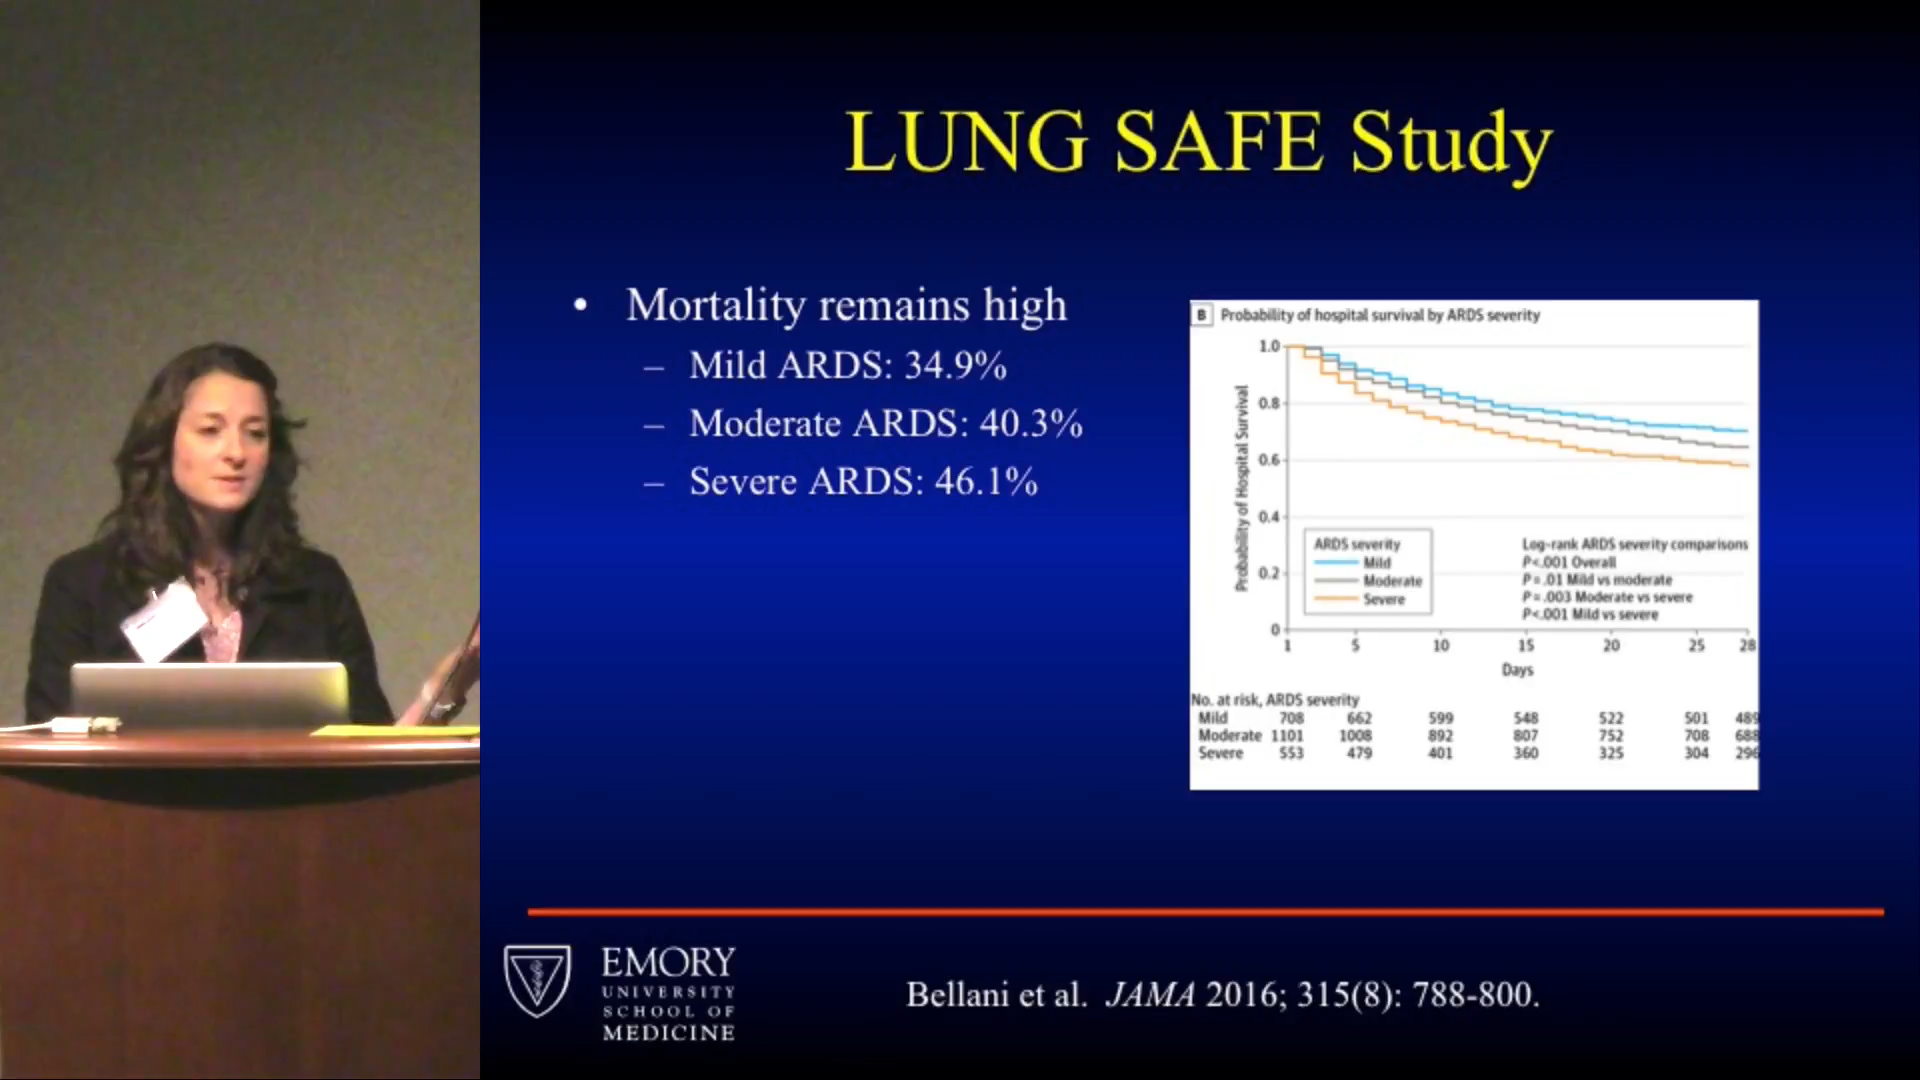 LUNG SAFE Study
• Mortality remains high
– Mild ARDS: 34.9%
– Moderate ARDS: 40.3%
– Severe ARDS: 46.1%
B Probability of hospital survival by ARDS severity
Probability of Hospital Survival
1.0
0.8
0.6
0.4
0.2
0
ARDS severity
Mild
Moderate
Severe
Log-rank ARDS severity comparisons
P<.001 Overall
P=.01 Mild vs moderate
P=.003 Moderate vs severe
P<.001 Mild vs severe
1 5 10 15 20 25 28
Days
No. at risk, ARDS severity
Mild 708 662 599 548 522 501 489
Moderate 1101 1008 892 807 752 708 688
Severe 553 479 401 360 325 304 296
EMORY
UNIVERSITY
SCHOOL OF
MEDICINE
Bellani et al. JAMA 2016; 315(8): 788-800.